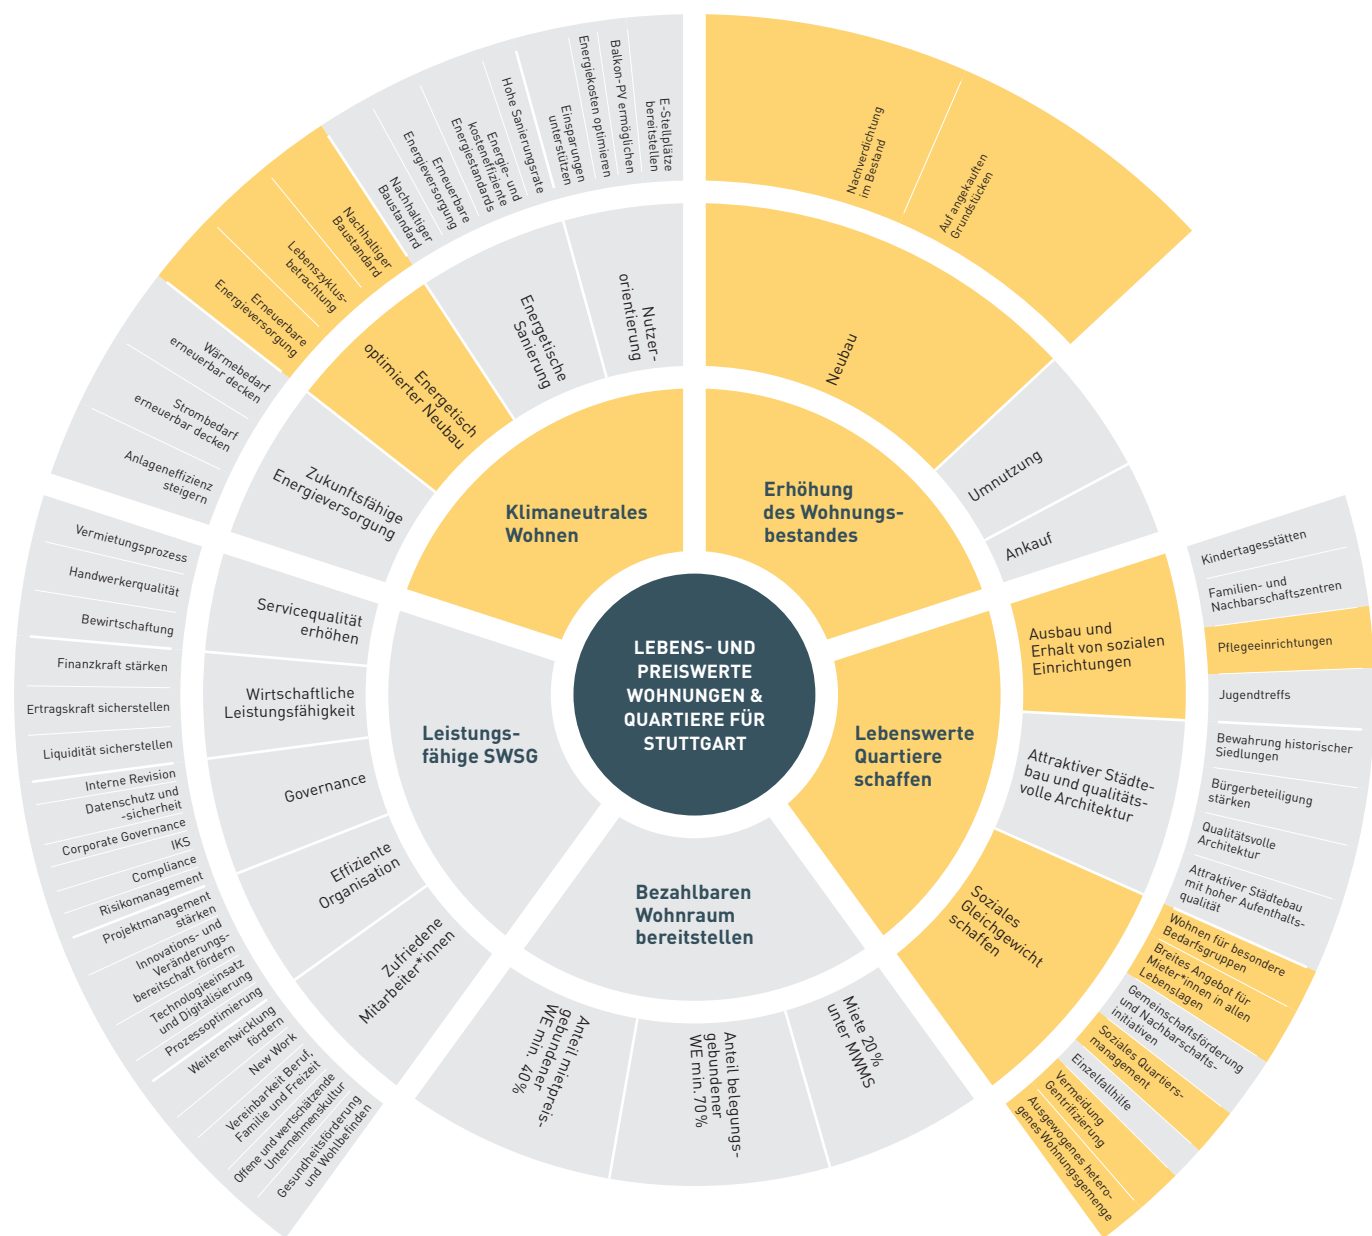 LEBENS- UND
PREISWERTE
WOHNUNGEN &
QUARTIERE FÜR
STUTTGART
Erhöhung
des Wohnungs-
bestandes
Neubau
Nachverdichtung
im Bestand
Auf angekauften
Grundstücken
Umnutzung
Ankauf
Lebenswerte
Quartiere
schaffen
Ausbau und
Erhalt von sozialen
Einrichtungen
Kindertagesstätten
Familien- und
Nachbarschaftszentren
Pflegeeinrichtungen
Jugendtreffs
Attraktiver Städte-
bau und qualitäts-
volle Architektur
Bewahrung historischer
Siedlungen
Bürgerbeteiligung
stärken
Qualitätsvolle
Architektur
Attraktiver Städtebau
mit hoher Aufenthalts-
qualität
Soziales
Gleichgewicht
schaffen
Wohnen für besondere
Bedarfsgruppen
Breites Angebot für
Mieter*innen in allen
Lebenslagen
Gemeinschaftsförderung
und Nachbarschafts-
initiativen
Soziales Quartiers-
management
Einzelfallhilfe
Vermeidung
Gentrifizierung
Ausgewogenes hetero-
genes Wohnungsgemenge
Bezahlbaren
Wohnraum
bereitstellen
Miete 20 %
unter MWMS
Anteil belegungs-
gebundener
WE min.70 %
Anteil mietpreis-
gebundener
WE min. 40 %
Leistungs-
fähige SWSG
Zufriedene
Mitarbeiter*innen
Gesundheitsförderung
und Wohlbefinden
Offene und wertschätzende
Unternehmenskultur
Vereinbarkeit Beruf,
Familie und Freizeit
New Work
Weiterentwicklung
fördern
Effiziente
Organisation
Prozessoptimierung
Technologieeinsatz
und Digitalisierung
Innovations- und
Veränderungs-
bereitschaft fördern
Projektmanagement
stärken
Governance
Risikomanagement
Compliance
IKS
Corporate Governance
Datenschutz und
-sicherheit
Interne Revision
Wirtschaftliche
Leistungsfähigkeit
Liquidität sicherstellen
Ertragskraft sicherstellen
Finanzkraft stärken
Servicequalität
erhöhen
Bewirtschaftung
Handwerkerqualität
Vermietungsprozess
Klimaneutrales
Wohnen
Zukunftsfähige
Energieversorgung
Anlageneffizienz
steigern
Strombedarf
erneuerbar decken
Wärmebedarf
erneuerbar decken
Energetisch
optimierter Neubau
Erneuerbare
Energieversorgung
Lebenszyklus-
betrachtung
Nachhaltiger
Baustandard
Energetische
Sanierung
Nachhaltiger
Baustandard
Erneuerbare
Energieversorgung
Energie- und
kosteneffiziente
Energiestandards
Hohe Sanierungsrate
Nutzer-
orientierung
Einsparungen
unterstützen
Energiekosten optimieren
Balkon-PV ermöglichen
E-Stellplätze
bereitstellen